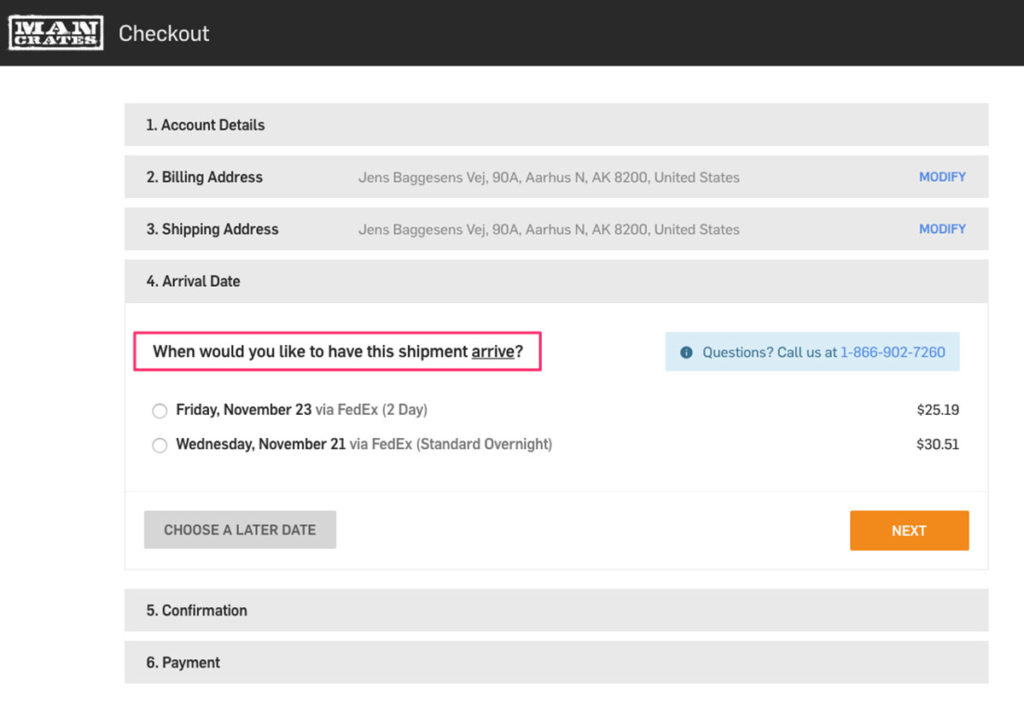 MAN
CRATES
Checkout
1. Account Details
2. Billing Address Jens Baggesens Vej, 90A, Aarhus N, AK 8200, United States MODIFY
3. Shipping Address Jens Baggesens Vej, 90A, Aarhus N, AK 8200, United States MODIFY
4. Arrival Date
When would you like to have this shipment arrive?
Questions? Call us at 1-866-902-7260
Friday, November 23 via FedEx (2 Day) $25.19
Wednesday, November 21 via FedEx (Standard Overnight) $30.51
CHOOSE A LATER DATE
NEXT
5. Confirmation
6. Payment